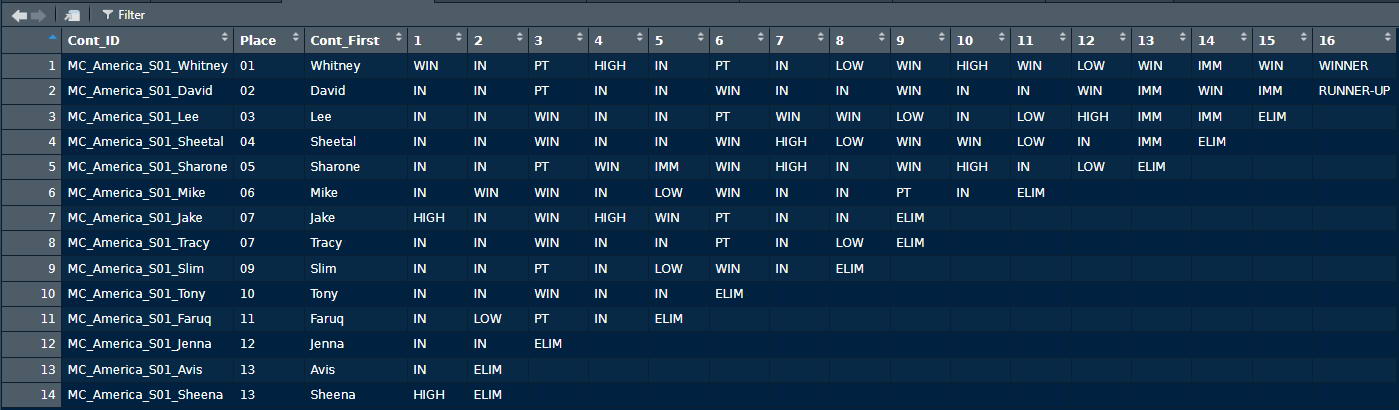 Filter
Cont_ID Place Cont_First 1 2 3 4 5 6 7 8 9 10 11 12 13 14 15 16
1 MC_America_S01_Whitney 01 Whitney WIN IN PT HIGH IN PT IN LOW WIN HIGH WIN LOW WIN IMM WIN WINNER
2 MC_America_S01_David 02 David IN IN PT IN IN WIN IN IN WIN IN IN WIN IMM WIN IMM RUNNER-UP
3 MC_America_S01_Lee 03 Lee IN IN WIN IN IN PT WIN WIN LOW IN LOW HIGH IMM IMM ELIM
4 MC_America_S01_Sheetal 04 Sheetal IN IN WIN IN IN WIN HIGH LOW WIN WIN LOW IN IMM ELIM
5 MC_America_S01_Sharone 05 Sharone IN IN PT WIN IMM WIN HIGH IN WIN HIGH IN LOW ELIM
6 MC_America_S01_Mike 06 Mike IN WIN WIN IN LOW WIN IN IN PT IN ELIM
7 MC_America_S01_Jake 07 Jake HIGH IN WIN HIGH WIN PT IN IN ELIM
8 MC_America_S01_Tracy 07 Tracy IN IN WIN IN IN PT IN LOW ELIM
9 MC_America_S01_Slim 09 Slim IN IN PT IN LOW WIN IN ELIM
10 MC_America_S01_Tony 10 Tony IN IN WIN IN IN ELIM
11 MC_America_S01_Faruq 11 Faruq IN LOW PT IN ELIM
12 MC_America_S01_Jenna 12 Jenna IN IN ELIM
13 MC_America_S01_Avis 13 Avis IN ELIM
14 MC_America_S01_Sheena 13 Sheena HIGH ELIM